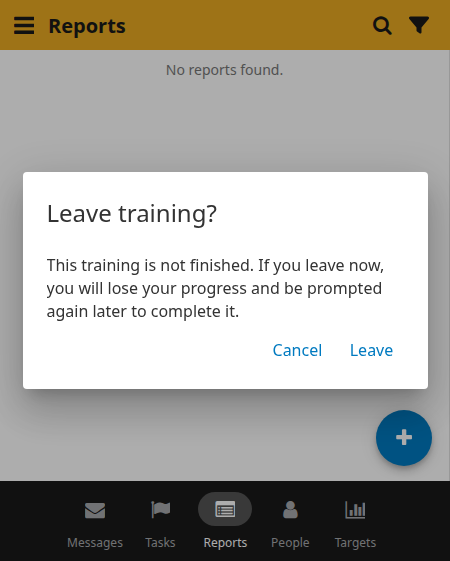 Reports
No reports found.
Leave training?
This training is not finished. If you leave now,
you will lose your progress and be prompted
again later to complete it.
Cancel Leave
Messages Tasks Reports People Targets